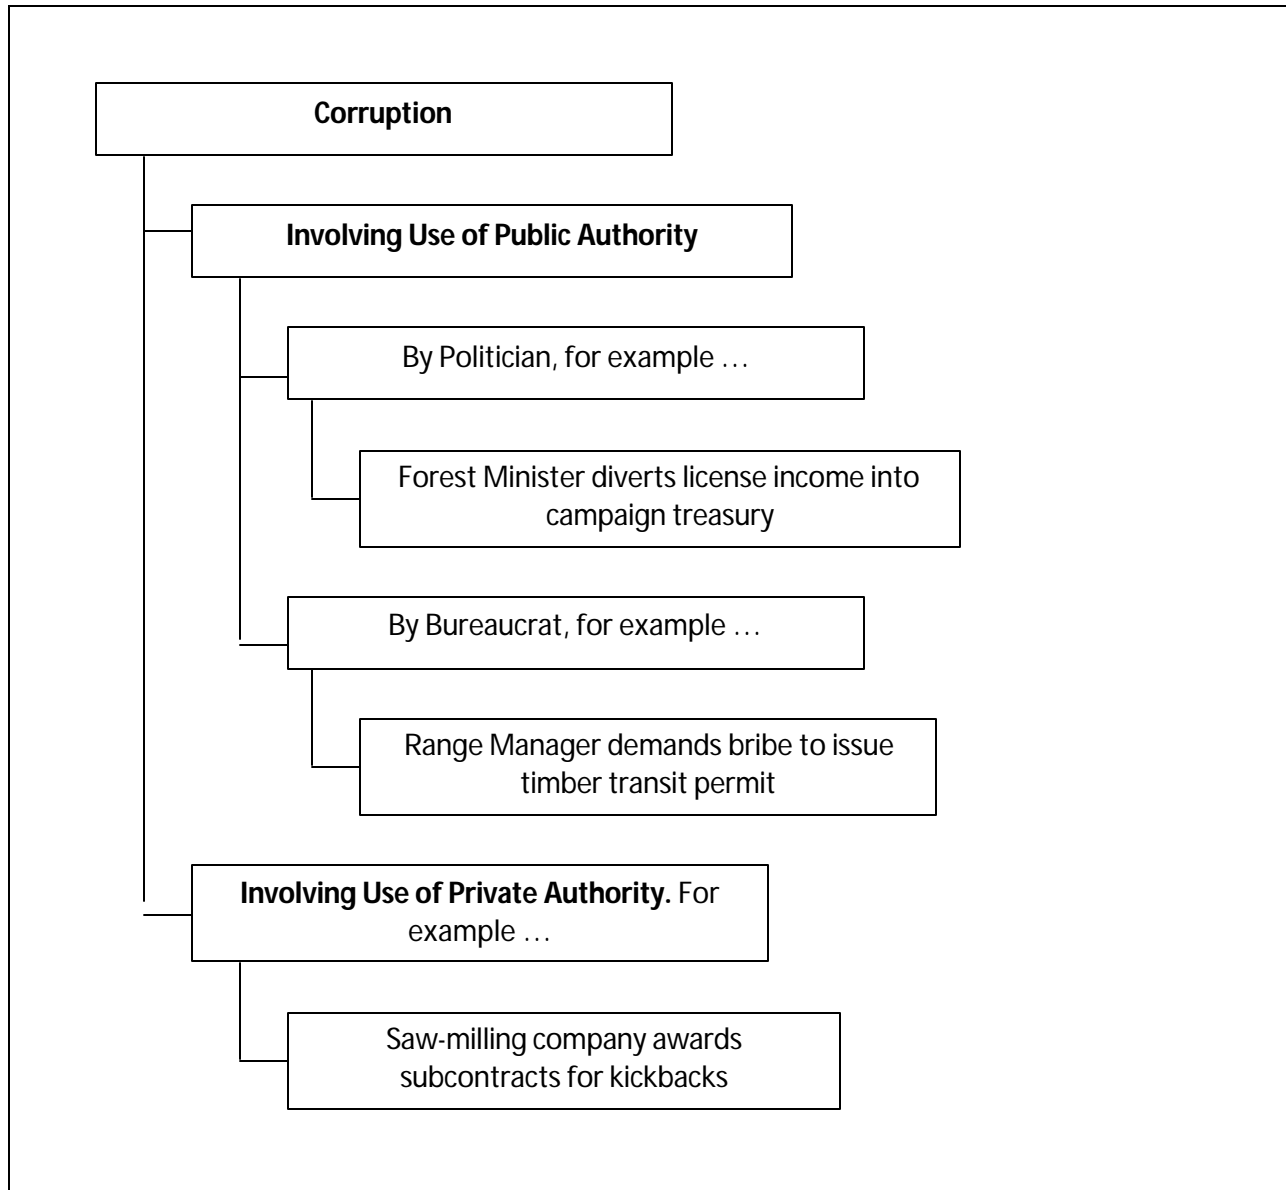 Corruption
Involving Use of Public Authority
By Politician, for example …
Forest Minister diverts license income into
campaign treasury
By Bureaucrat, for example …
Range Manager demands bribe to issue
timber transit permit
Involving Use of Private Authority. For
example …
Saw-milling company awards
subcontracts for kickbacks